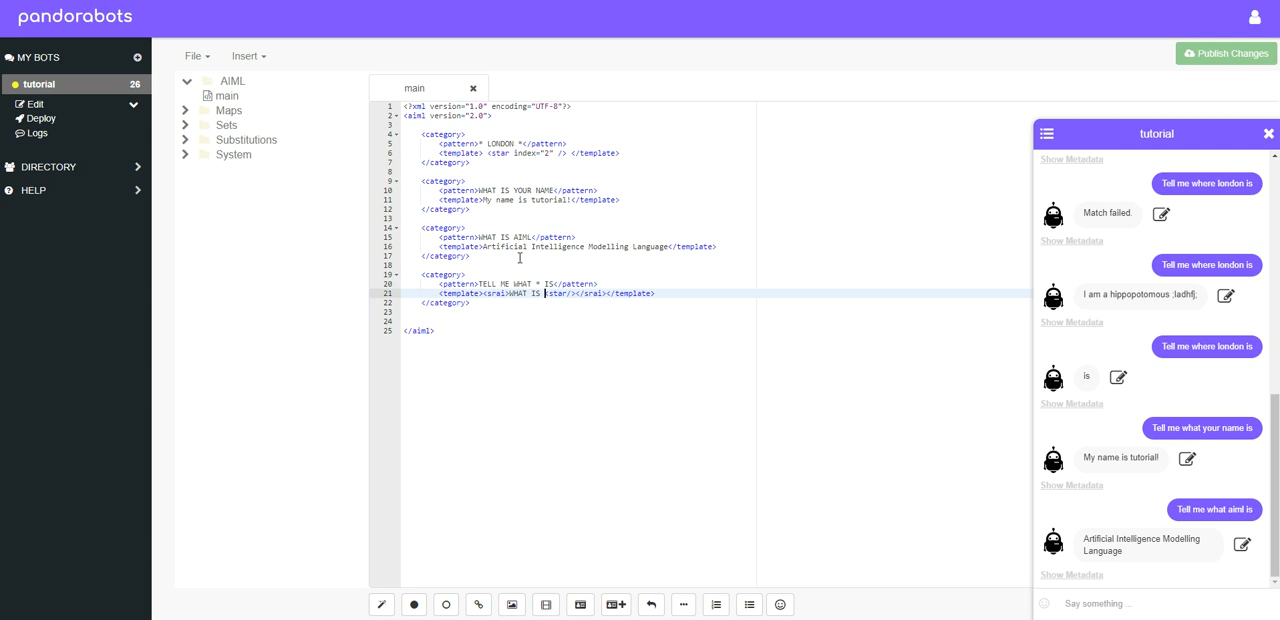 pandorabots
MY BOTS
tutorial 26
Edit
Deploy
Logs
DIRECTORY
HELP
File Insert
Publish Changes
AIML
main
Maps
Sets
Substitutions
System
main
1 <?xml version="1.0" encoding="UTF-8"?>
2 <aiml version="2.0">
3
4 <category>
5 <pattern>* LONDON *</pattern>
6 <template> <star index="2" /> </template>
7 </category>
8
9 <category>
10 <pattern>WHAT IS YOUR NAME</pattern>
11 <template>My name is tutorial!</template>
12 </category>
13
14 <category>
15 <pattern>WHAT IS AIML</pattern>
16 <template>Artificial Intelligence Modelling Language</template>
17 </category>
18
19 <category>
20 <pattern>TELL ME WHAT * IS</pattern>
21 <template><srai>WHAT IS <star/></srai></template>
22 </category>
23
24
25 </aiml>
tutorial
Show Metadata
Tell me where london is
Match failed.
Show Metadata
Tell me where london is
I am a hippopotomous ;ladhfj;
Show Metadata
Tell me where london is
is
Show Metadata
Tell me what your name is
My name is tutorial!
Show Metadata
Tell me what aiml is
Artificial Intelligence Modelling
Language
Show Metadata
Say something ...